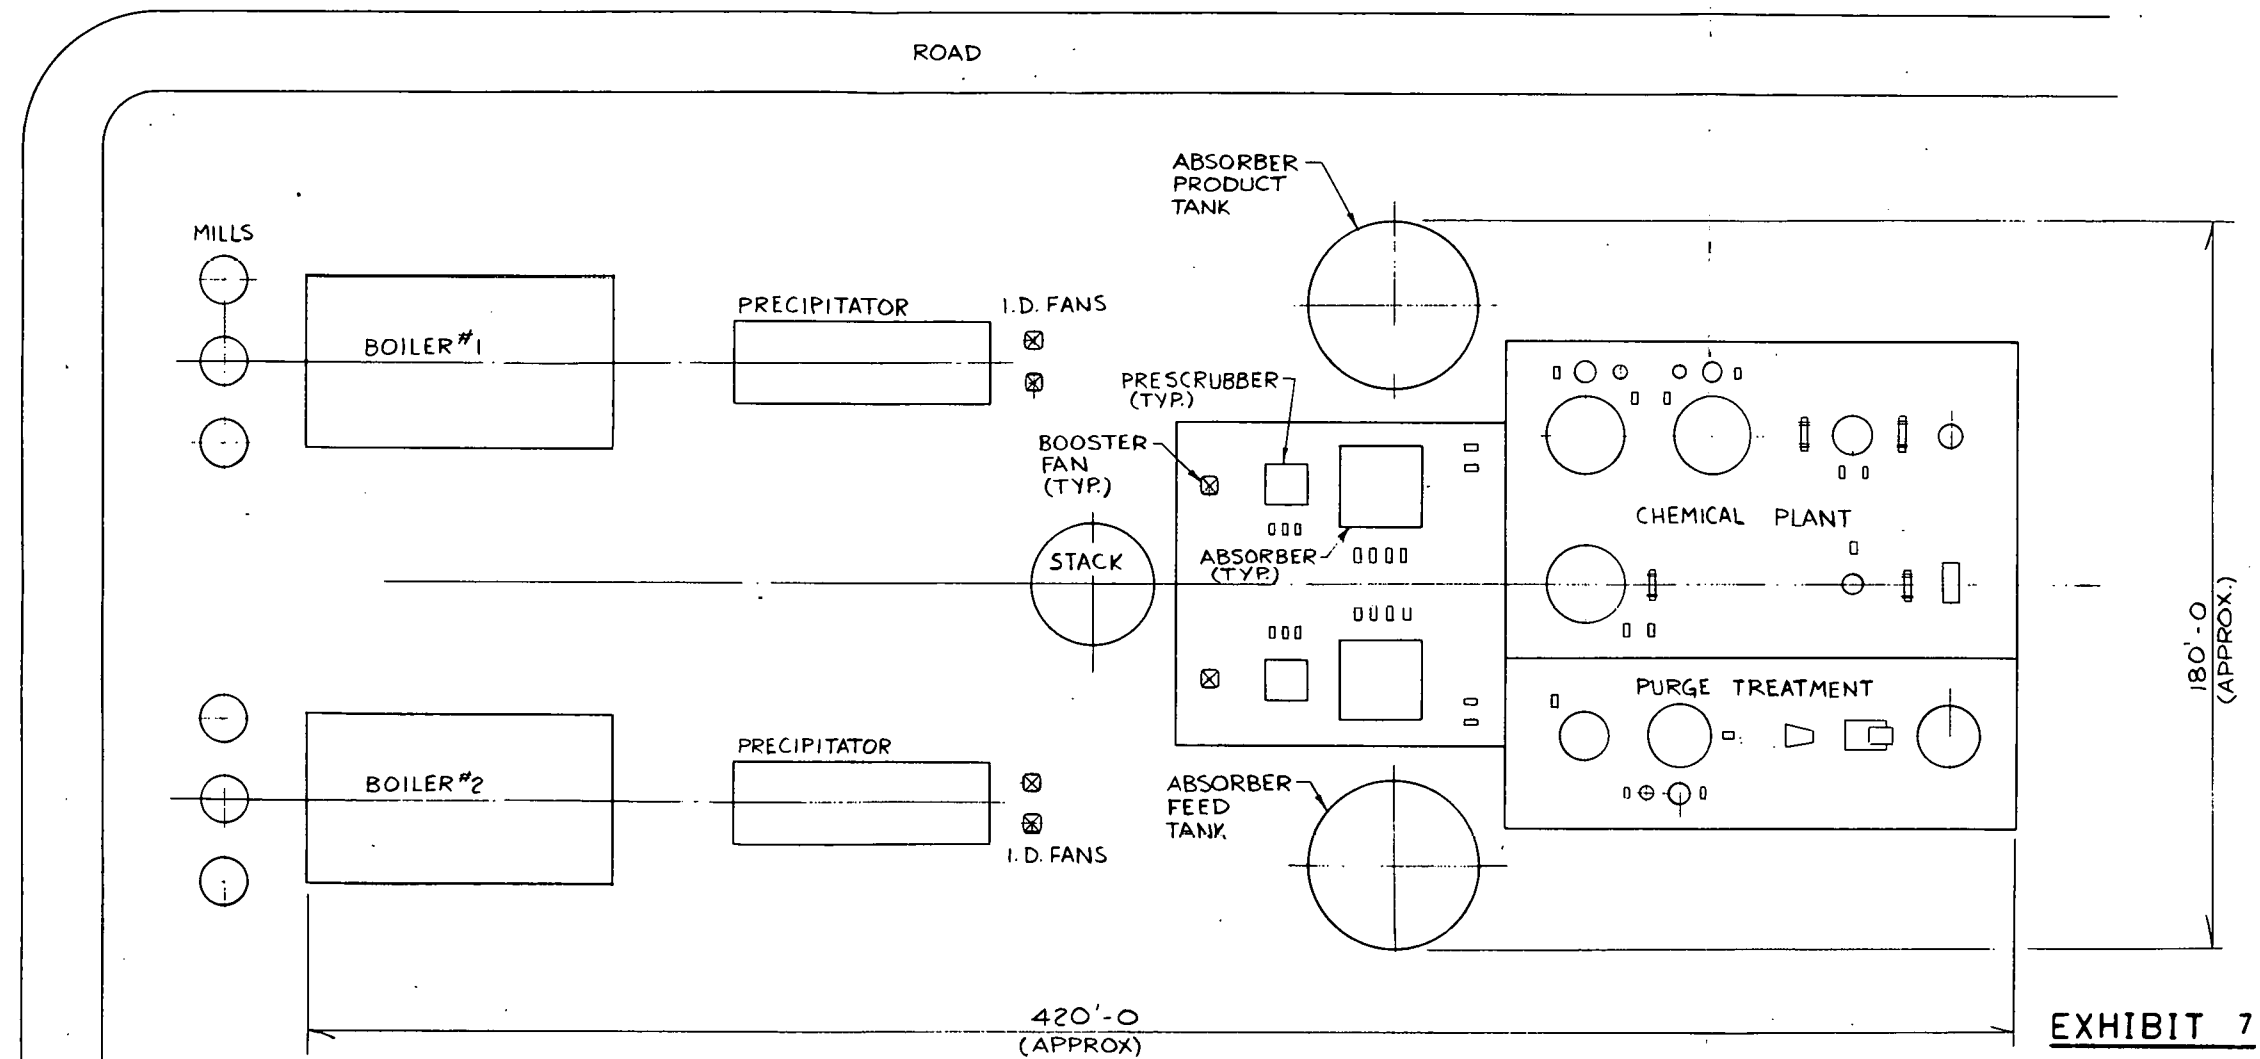 ROAD
ABSORBER
PRODUCT
TANK
MILLS
PRECIPITATOR
I.D. FANS
BOILER #1
PRESCRUBBER
(TYP.)
BOOSTER
FAN
(TYP.)
CHEMICAL PLANT
STACK
ABSORBER
(TYP.)
180'-0
(APPROX.)
PURGE TREATMENT
PRECIPITATOR
BOILER #2
ABSORBER
FEED
TANK
I.D. FANS
420'-0
(APPROX)
EXHIBIT 7